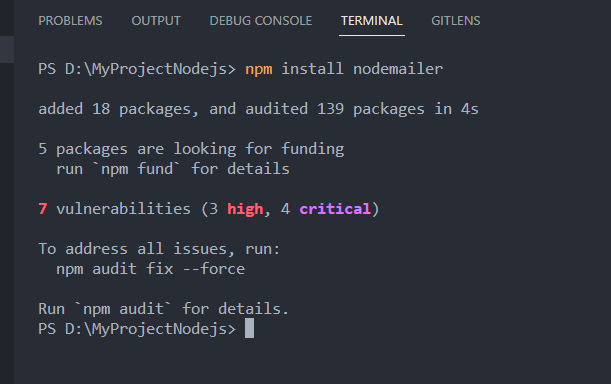 PROBLEMS OUTPUT DEBUG CONSOLE TERMINAL GITLENS
PS D:\MyProjectNodejs> npm install nodemailer
added 18 packages, and audited 139 packages in 4s
5 packages are looking for funding
  run `npm fund` for details
7 vulnerabilities (3 high, 4 critical)
To address all issues, run:
  npm audit fix --force
Run `npm audit` for details.
PS D:\MyProjectNodejs>